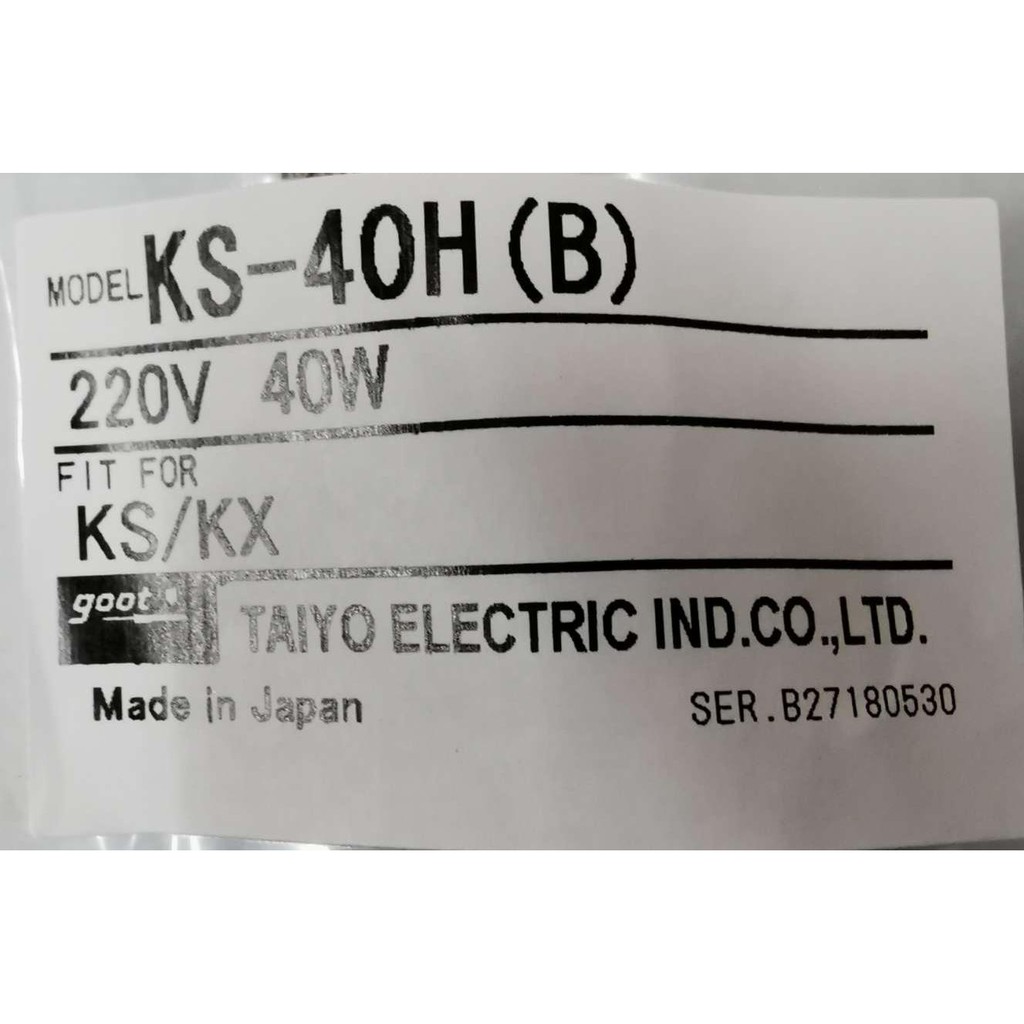 MODEL KS-40H(B)
220V 40W
FIT FOR
KS/KX
goot TAIYO ELECTRIC IND.CO.,LTD.
Made in Japan SER.B27180530